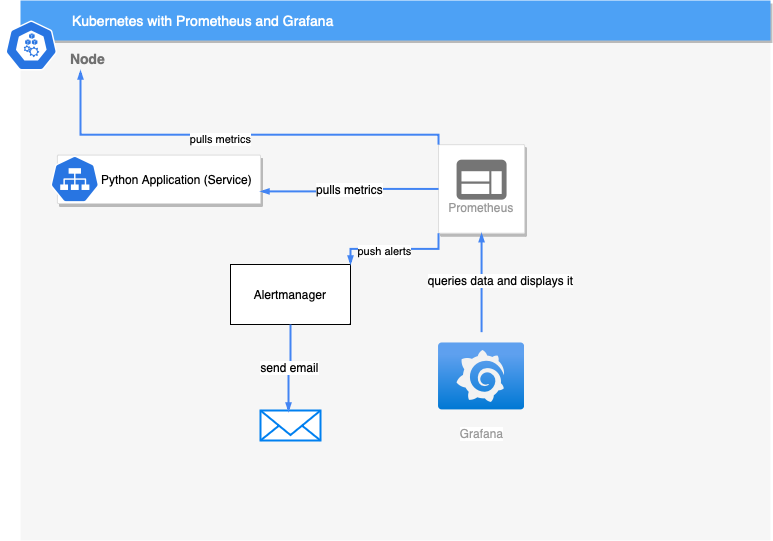 Kubernetes with Prometheus and Grafana
Node
pulls metrics
Python Application (Service)
pulls metrics
Prometheus
push alerts
queries data and displays it
Alertmanager
send email
Grafana